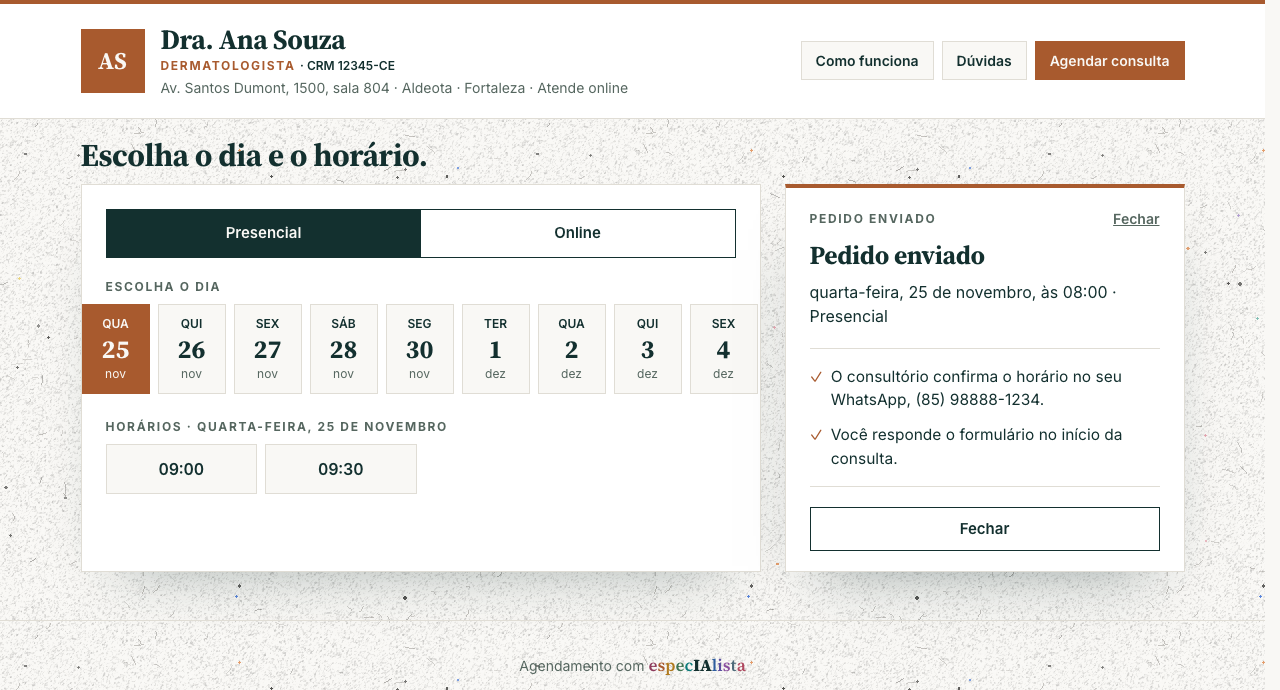 AS
Dra. Ana Souza
DERMATOLOGISTA · CRM 12345-CE
Av. Santos Dumont, 1500, sala 804 · Aldeota · Fortaleza · Atende online
Como funciona
Dúvidas
Agendar consulta
Escolha o dia e o horário.
Presencial
Online
ESCOLHA O DIA
QUA
25
nov
QUI
26
nov
SEX
27
nov
SÁB
28
nov
SEG
30
nov
TER
1
dez
QUA
2
dez
QUI
3
dez
SEX
4
dez
HORÁRIOS · QUARTA-FEIRA, 25 DE NOVEMBRO
09:00
09:30
PEDIDO ENVIADO
Fechar
Pedido enviado
quarta-feira, 25 de novembro, às 08:00 ·
Presencial
O consultório confirma o horário no seu
WhatsApp, (85) 98888-1234.
Você responde o formulário no início da
consulta.
Fechar
Agendamento com especIAlista